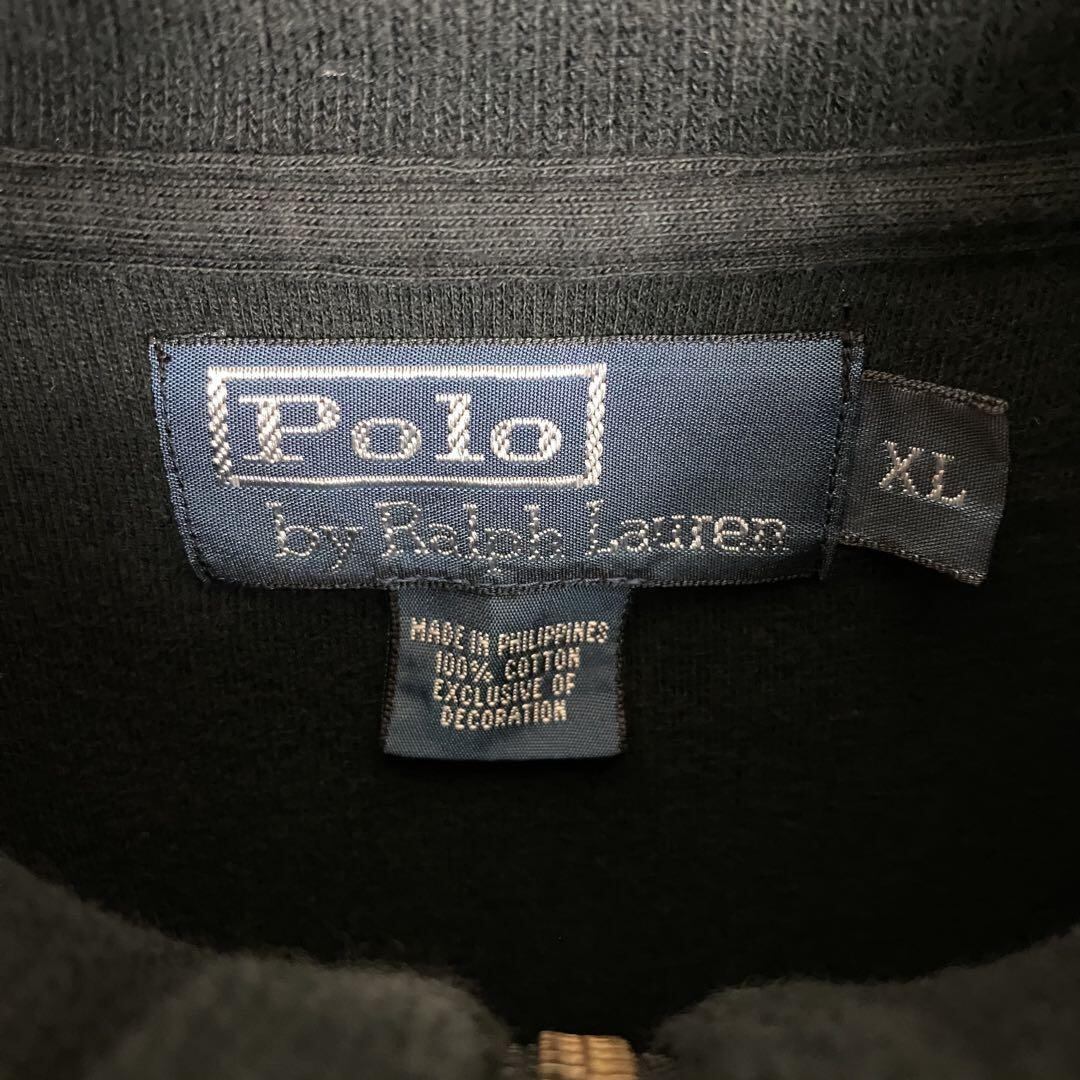 Polo
by Ralph Lauren
XL
MADE IN PHILIPPINES
100% COTTON
EXCLUSIVE OF
DECORATION